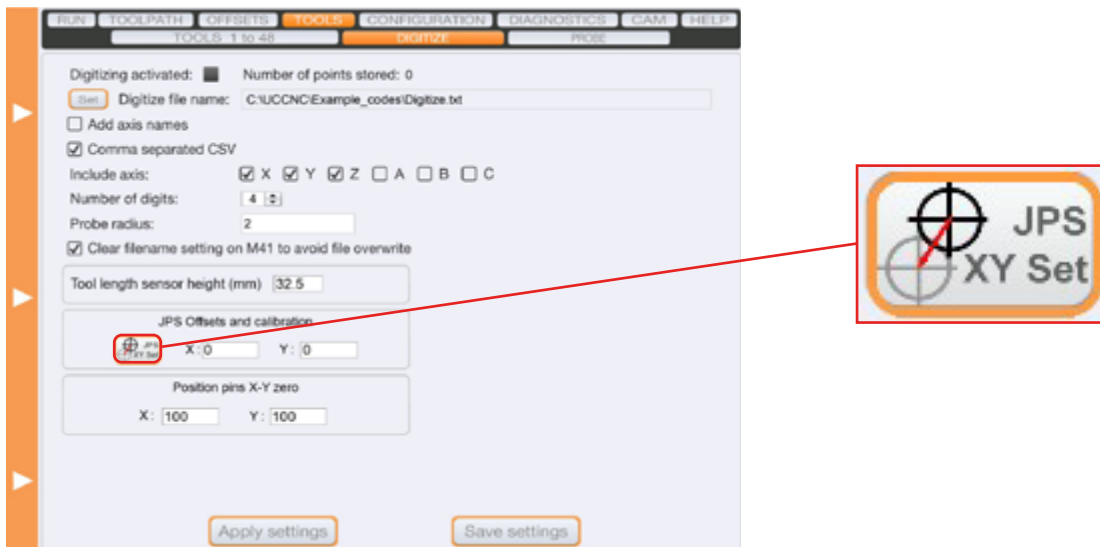 RUN TOOLPATH OFFSETS TOOLS CONFIGURATION DIAGNOSTICS CAM HELP
TOOLS 1 to 48 DIGITIZE PROBE
Digitizing activated: Number of points stored: 0
Set Digitize file name: C:\UCCNC\Example_codes\Digitize.txt
Add axis names
Comma separated CSV
Include axis: X Y Z A B C
Number of digits: 4
Probe radius: 2
Clear filename setting on M41 to avoid file overwrite
Tool length sensor height (mm) 32.5
JPS Offsets and calibration
JPS
XY Set X: 0 Y: 0
Position pins X-Y zero
X: 100 Y: 100
Apply settings Save settings
JPS
XY Set